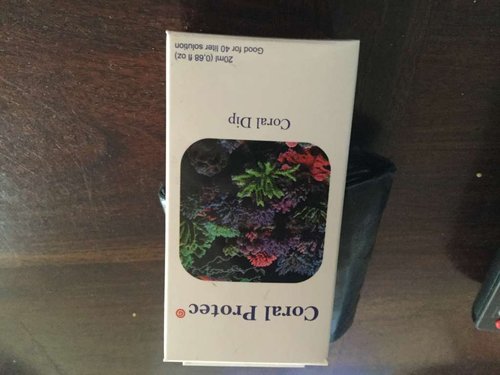 Coral Protec
Coral Dip
20ml (0.68 fl oz)
Good for 40 liter solution